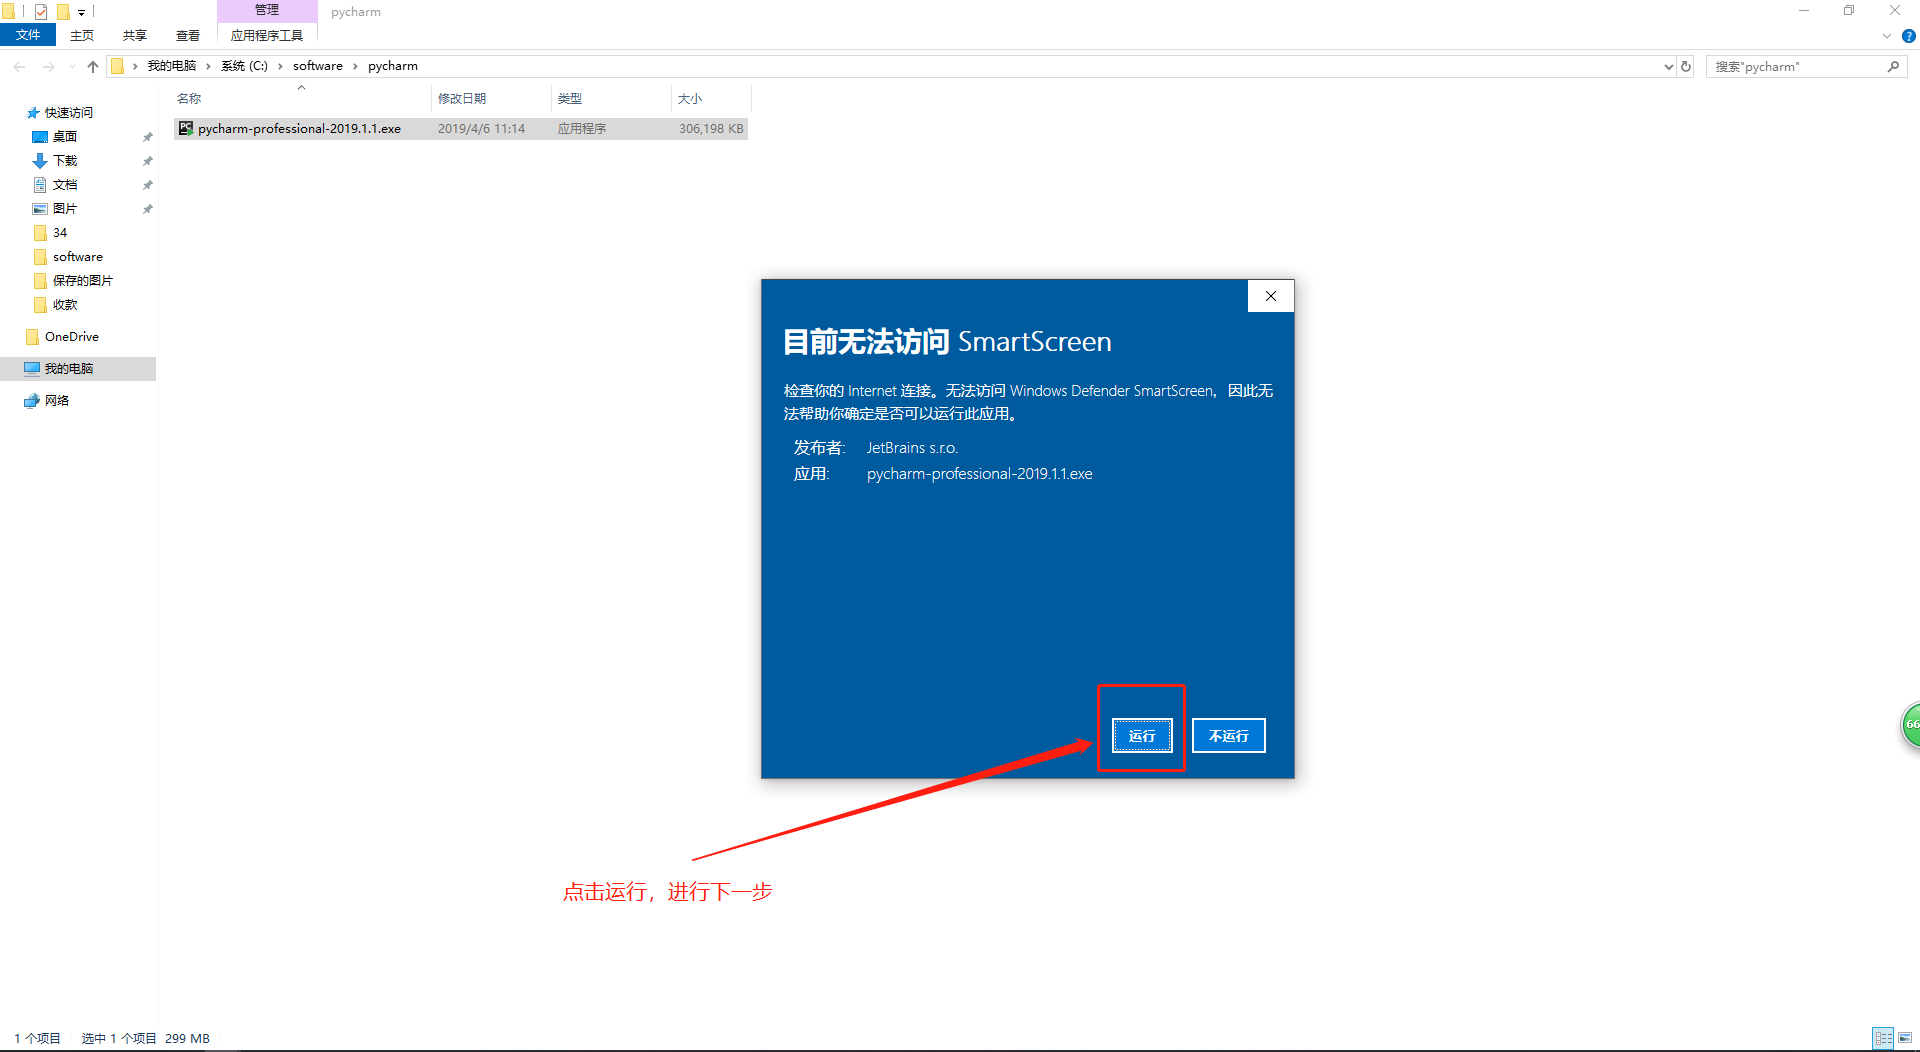 管理
pycharm
文件
主页
共享
查看
应用程序工具
我的电脑 › 系统 (C:) › software › pycharm
搜索"pycharm"
名称
修改日期
类型
大小
pycharm-professional-2019.1.1.exe
2019/4/6 11:14
应用程序
306,198 KB
快速访问
桌面
下载
文档
图片
34
software
保存的图片
收款
OneDrive
我的电脑
网络
目前无法访问 SmartScreen
检查你的 Internet 连接。无法访问 Windows Defender SmartScreen，因此无
法帮助你确定是否可以运行此应用。
发布者: JetBrains s.r.o.
应用: pycharm-professional-2019.1.1.exe
运行
不运行
66
点击运行，进行下一步
1 个项目
选中 1 个项目 299 MB